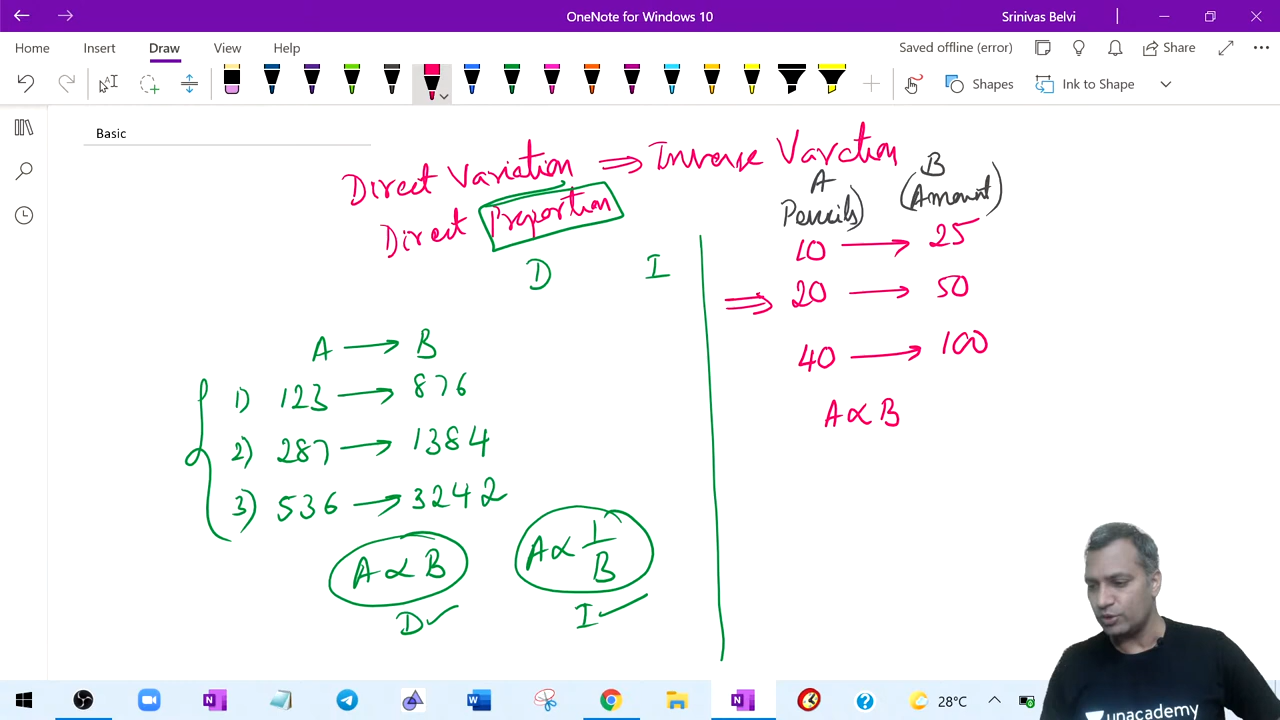 OneNote for Windows 10
Srinivas Belvi
Home Insert Draw View Help
Saved offline (error)
Share
Shapes
Ink to Shape
Basic
Direct Variation ⇒ Inverse Varction
Direct Proportion
D I
A → B
1) 123 → 876
2) 287 → 1384
3) 536 → 3242
A ∝ B
D ✓
A ∝ 1/B
I ✓
A B
Pencils) (Amount)
10 → 25
⇒ 20 → 50
40 → 100
A ∝ B
28°C
unacademy